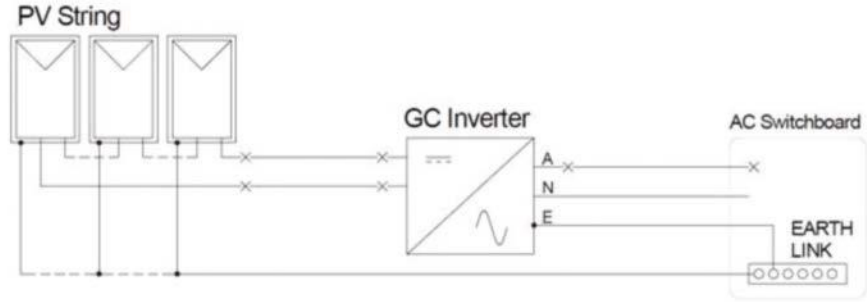 PV String
GC Inverter
AC Switchboard
A
N
E
EARTH
LINK